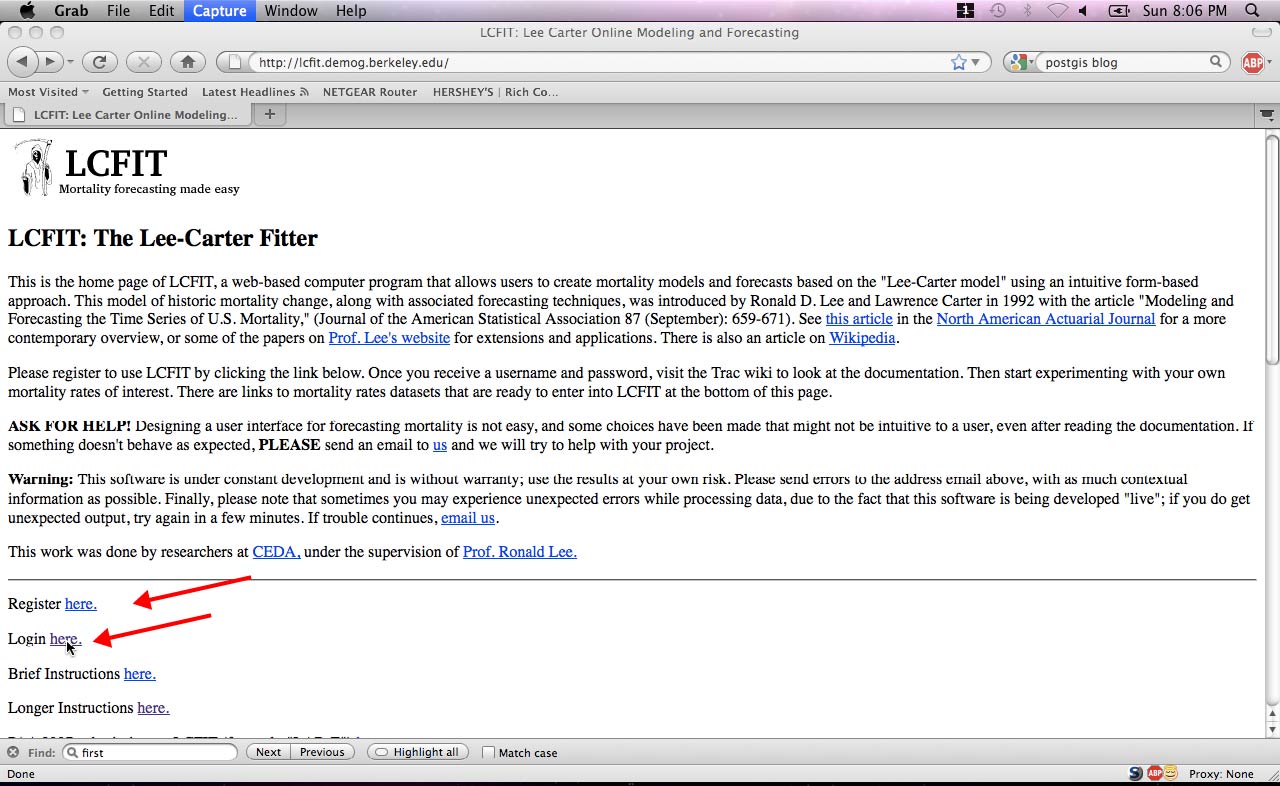 Grab File Edit Capture Window Help 1 Sun 8:06 PM
LCFIT: Lee Carter Online Modeling and Forecasting
http://lcfit.demog.berkeley.edu/ postgis blog ABP
Most Visited Getting Started Latest Headlines NETGEAR Router HERSHEY'S | Rich Co...
LCFIT: Lee Carter Online Modeling... +
LCFIT
Mortality forecasting made easy
LCFIT: The Lee-Carter Fitter
This is the home page of LCFIT, a web-based computer program that allows users to create mortality models and forecasts based on the "Lee-Carter model" using an intuitive form-based
approach. This model of historic mortality change, along with associated forecasting techniques, was introduced by Ronald D. Lee and Lawrence Carter in 1992 with the article "Modeling and
Forecasting the Time Series of U.S. Mortality," (Journal of the American Statistical Association 87 (September): 659-671). See this article in the North American Actuarial Journal for a more
contemporary overview, or some of the papers on Prof. Lee's website for extensions and applications. There is also an article on Wikipedia.
Please register to use LCFIT by clicking the link below. Once you receive a username and password, visit the Trac wiki to look at the documentation. Then start experimenting with your own
mortality rates of interest. There are links to mortality rates datasets that are ready to enter into LCFIT at the bottom of this page.
ASK FOR HELP! Designing a user interface for forecasting mortality is not easy, and some choices have been made that might not be intuitive to a user, even after reading the documentation. If
something doesn't behave as expected, PLEASE send an email to us and we will try to help with your project.
Warning: This software is under constant development and is without warranty; use the results at your own risk. Please send errors to the address email above, with as much contextual
information as possible. Finally, please note that sometimes you may experience unexpected errors while processing data, due to the fact that this software is being developed "live"; if you do get
unexpected output, try again in a few minutes. If trouble continues, email us.
This work was done by researchers at CEDA, under the supervision of Prof. Ronald Lee.
Register here.
Login here.
Brief Instructions here.
Longer Instructions here.
Find: first Next Previous Highlight all Match case
Done S ABP Proxy: None